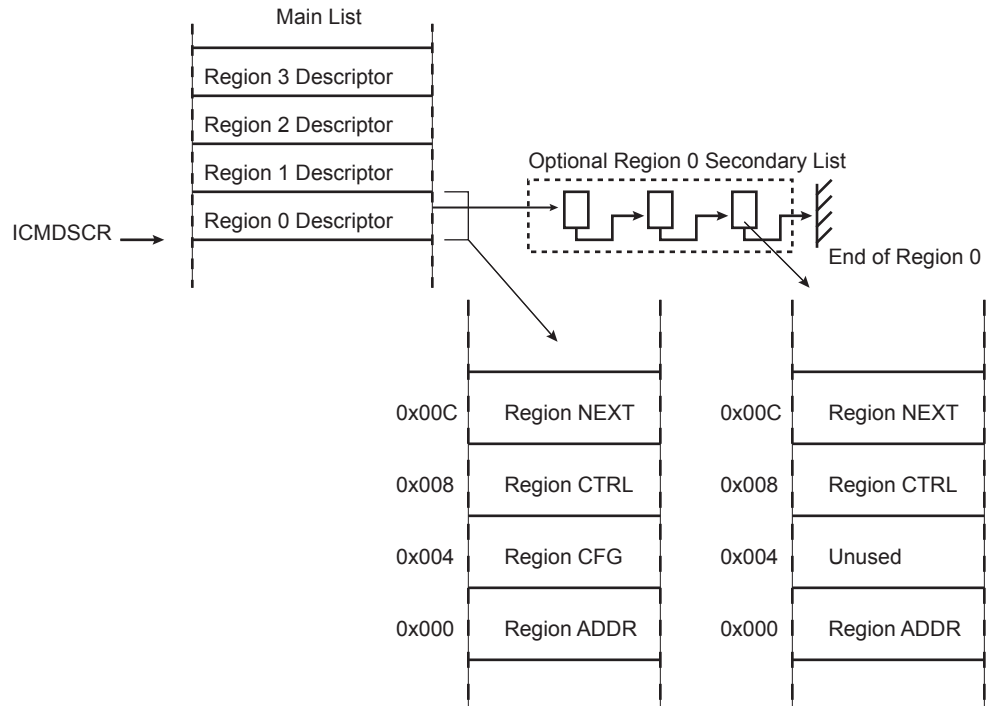 Main List
Region 3 Descriptor
Region 2 Descriptor
Region 1 Descriptor
Region 0 Descriptor
ICMDSCR
Optional Region 0 Secondary List
End of Region 0
0x00C Region NEXT
0x008 Region CTRL
0x004 Region CFG
0x000 Region ADDR
0x00C Region NEXT
0x008 Region CTRL
0x004 Unused
0x000 Region ADDR